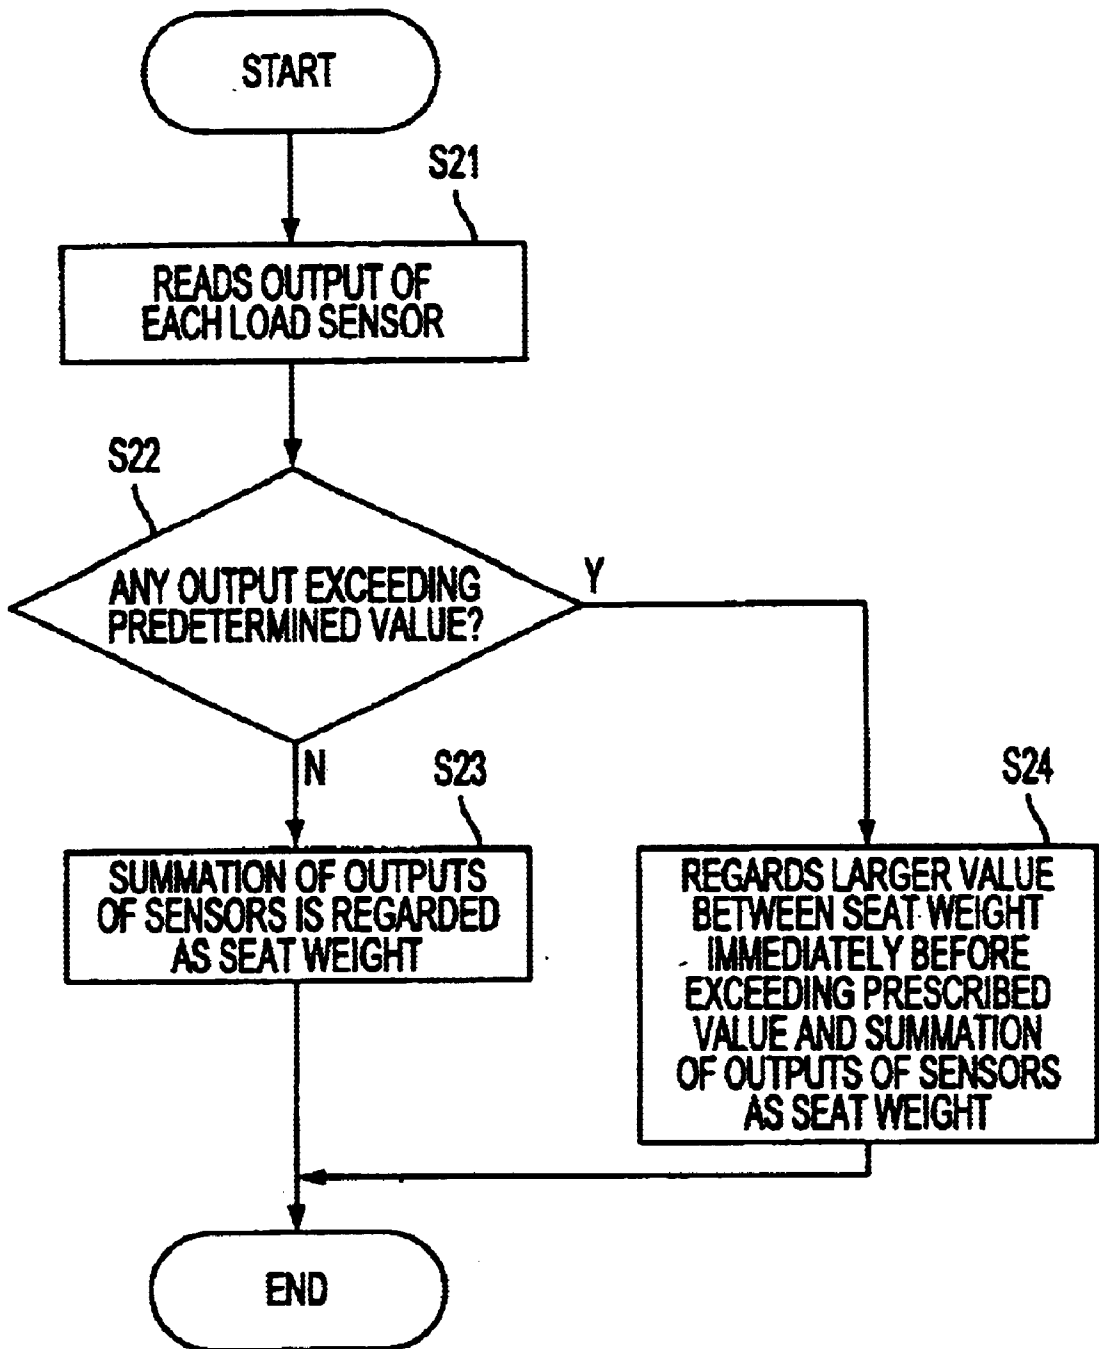 START
S21
READS OUTPUT OF
EACH LOAD SENSOR
S22
ANY OUTPUT EXCEEDING
PREDETERMINED VALUE?
Y
N
S23
SUMMATION OF OUTPUTS
OF SENSORS IS REGARDED
AS SEAT WEIGHT
S24
REGARDS LARGER VALUE
BETWEEN SEAT WEIGHT
IMMEDIATELY BEFORE
EXCEEDING PRESCRIBED
VALUE AND SUMMATION
OF OUTPUTS OF SENSORS
AS SEAT WEIGHT
END